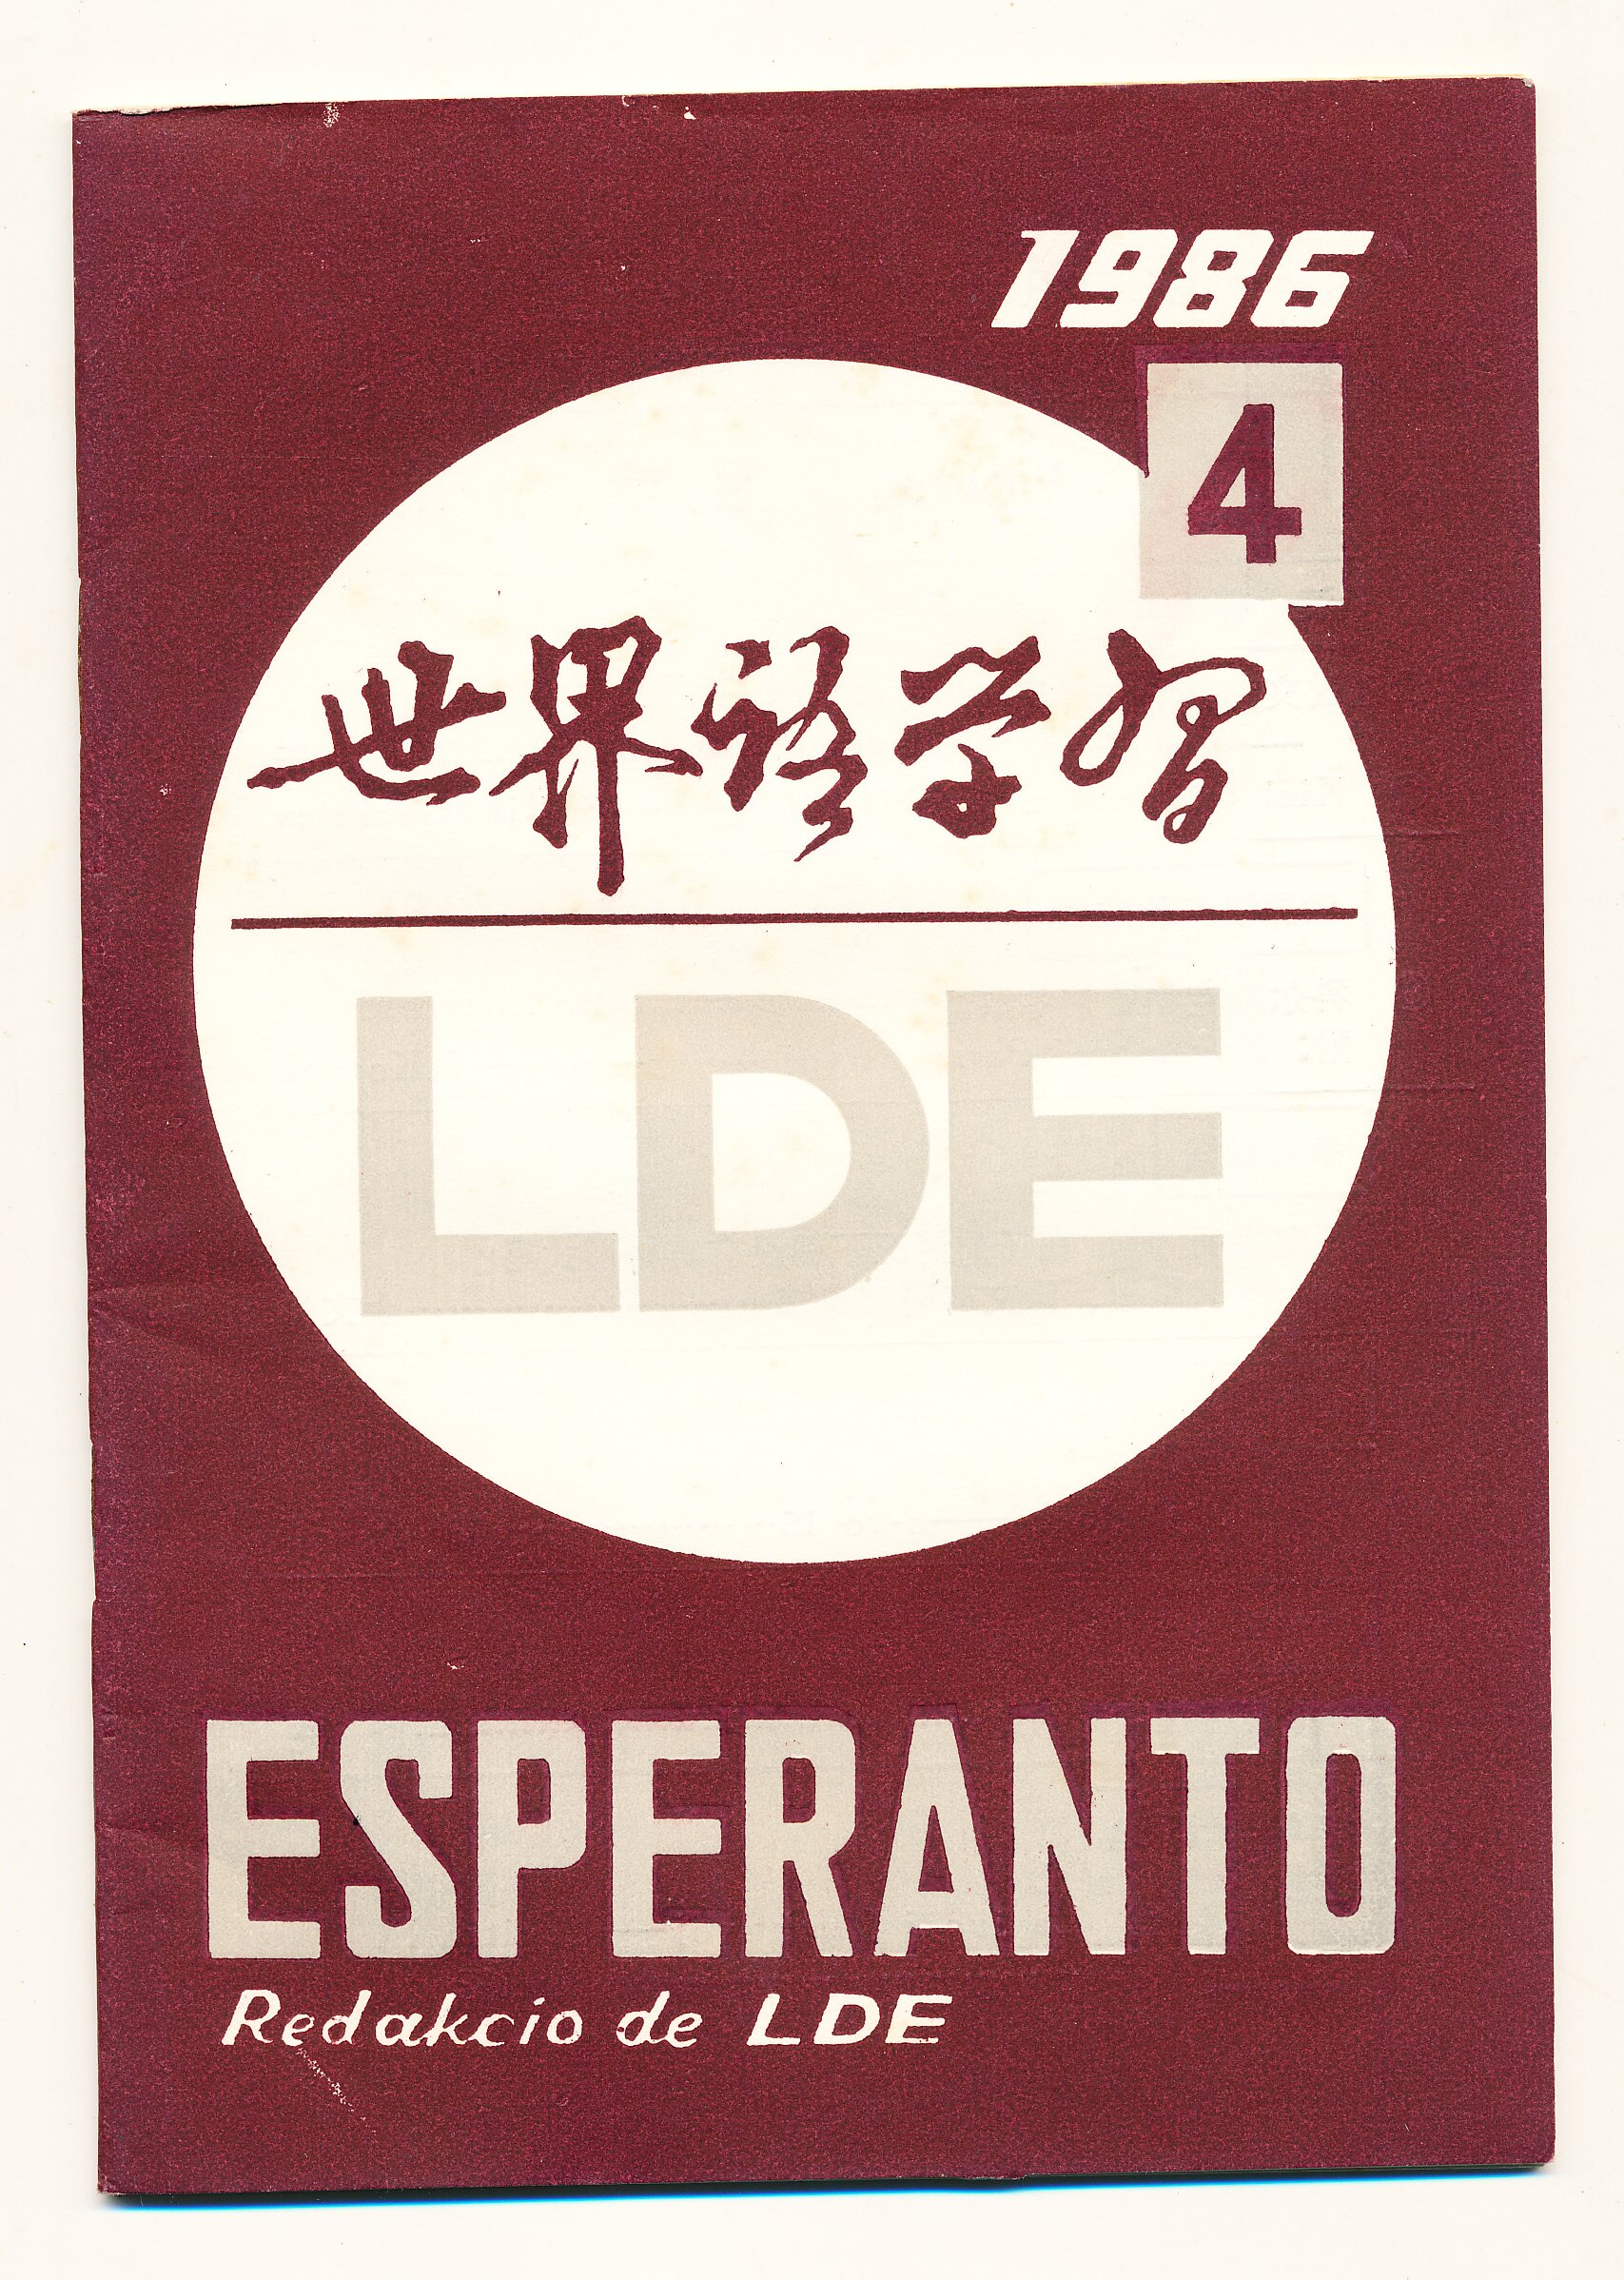 1986
4
世界语学习
LDE
ESPERANTO
Redakcio de LDE